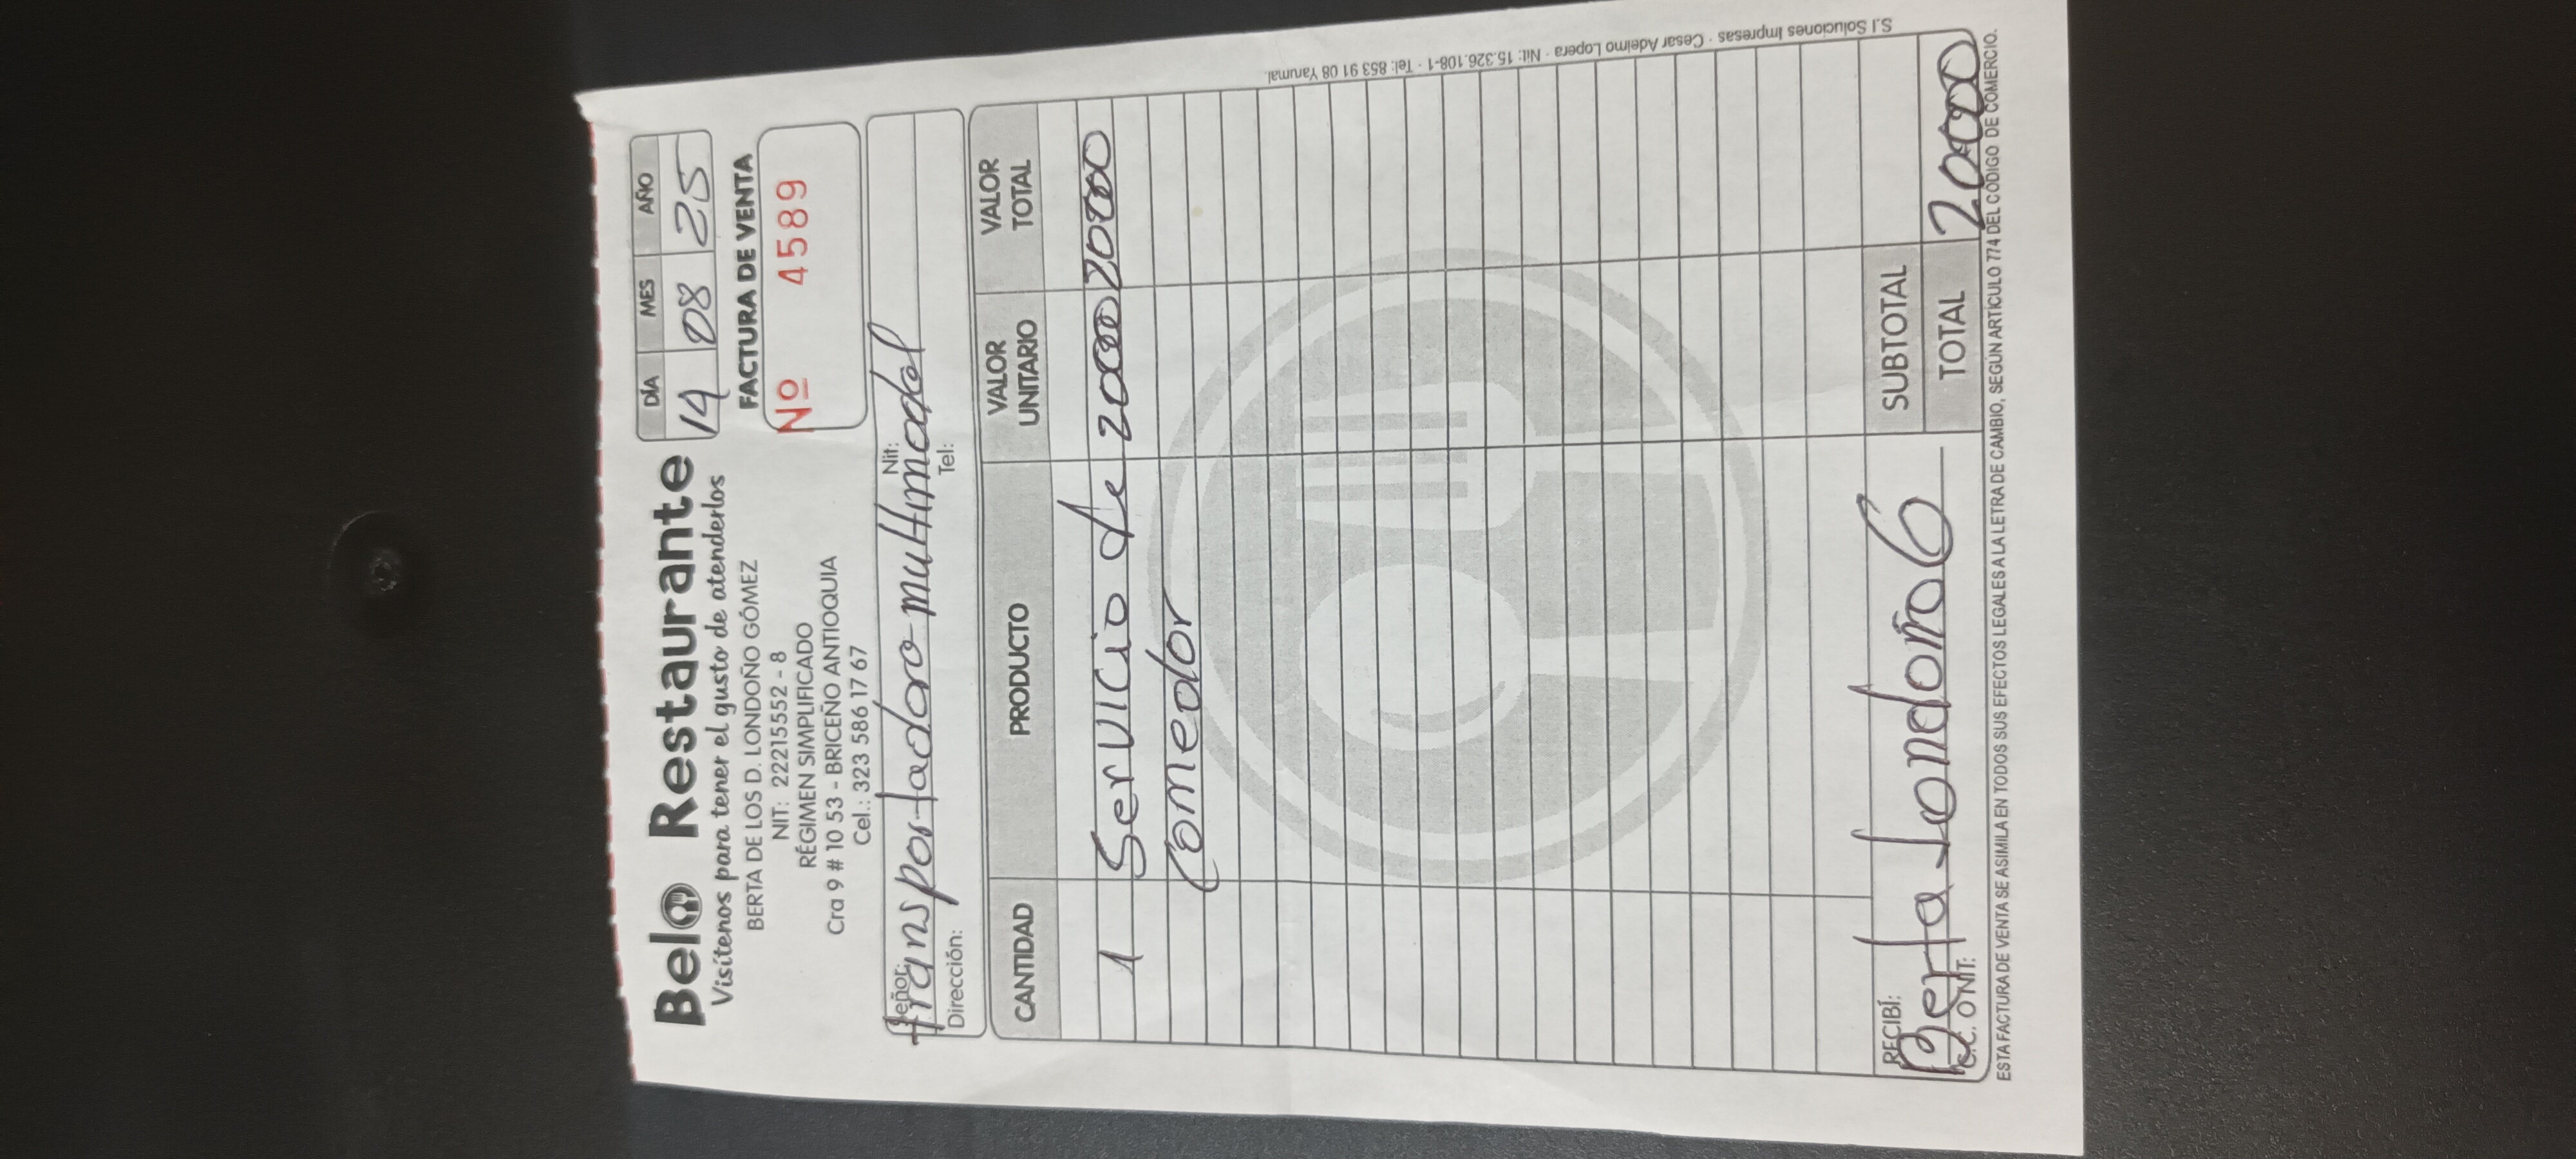 Belo Restaurante
Visítenos para tener el gusto de atenderlos
BERTA DE LOS D. LONDOÑO GÓMEZ
NIT: 22215552 - 8
RÉGIMEN SIMPLIFICADO
Cra 9 # 10 53 - BRICEÑO ANTIOQUIA
Cel.: 323 586 17 67
DÍA MES AÑO
14 08 25
FACTURA DE VENTA
Nº 4589
Señor: Nit:
transportadora multimodal
Dirección: Tel:
CANTIDAD PRODUCTO VALOR UNITARIO VALOR TOTAL
1 Servicio de 20000 20000
Comedor
RECIBÍ: SUBTOTAL
Berta Londoño G
C.C. O NIT: TOTAL 20000
ESTA FACTURA DE VENTA SE ASIMILA EN TODOS SUS EFECTOS LEGALES A LA LETRA DE CAMBIO, SEGÚN ARTÍCULO 774 DEL CÓDIGO DE COMERCIO.
S.I Soluciones Impresas · Cesar Adelmo Lopera · Nit: 15.326.108-1 · Tel: 853 91 08 Yarumal.